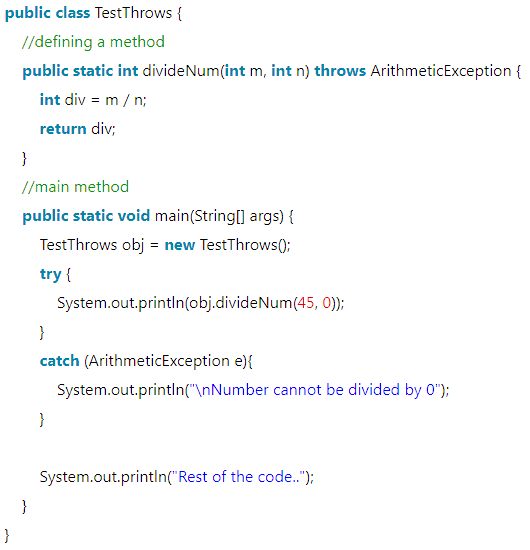 public class TestThrows {
//defining a method
public static int divideNum(int m, int n) throws ArithmeticException {
int div = m / n;
return div;
}
//main method
public static void main(String[] args) {
TestThrows obj = new TestThrows();
try {
System.out.println(obj.divideNum(45, 0));
}
catch (ArithmeticException e){
System.out.println("\nNumber cannot be divided by 0");
}
System.out.println("Rest of the code..");
}
}